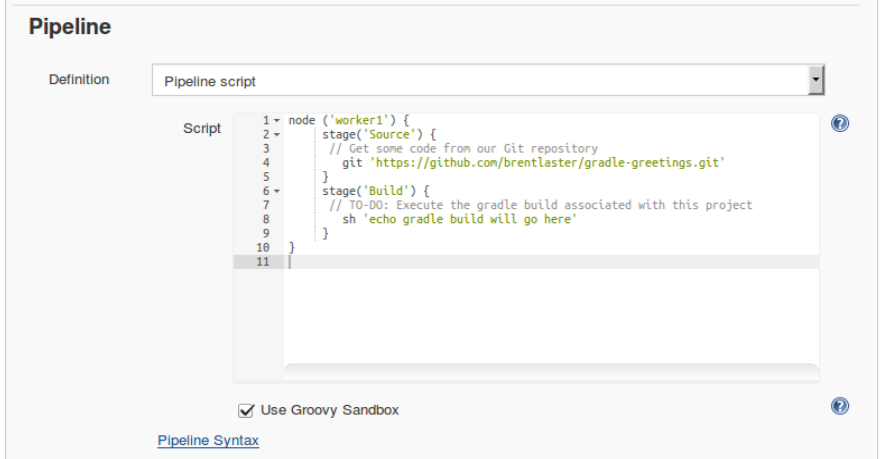 Pipeline
Definition
Pipeline script
Script
1 node ('worker1') {
2 stage('Source') {
3 // Get some code from our Git repository
4 git 'https://github.com/brentlaster/gradle-greetings.git'
5 }
6 stage('Build') {
7 // TO-DO: Execute the gradle build associated with this project
8 sh 'echo gradle build will go here'
9 }
10 }
11
Use Groovy Sandbox
Pipeline Syntax